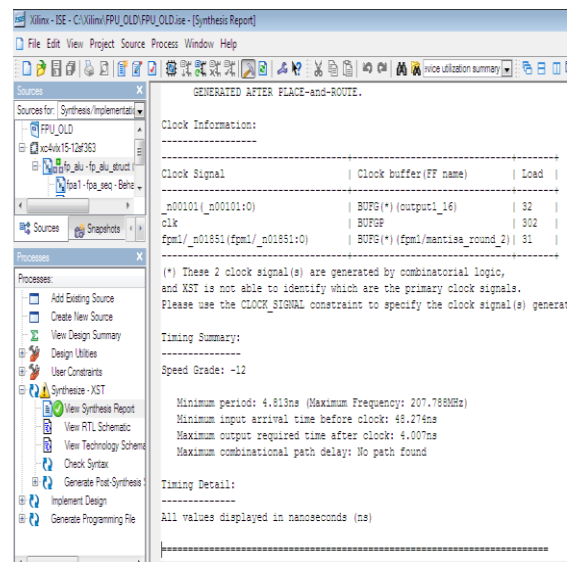 Xilinx - ISE - C:\Xilinx\FPU_OLD\FPU_OLD.ise - [Synthesis Report]
File Edit View Project Source Process Window Help
evice utilization summary
Sources
Sources for: Synthesis/Implementatic
FPU_OLD
xc4vlx15-12sf363
fp_alu - fp_alu_struct (
fpa1 - fpa_seq - Beha
Sources
Snapshots
Processes
Processes:
Add Existing Source
Create New Source
View Design Summary
Design Utilities
User Constraints
Synthesize - XST
View Synthesis Report
View RTL Schematic
View Technology Schema
Check Syntax
Generate Post-Synthesis S
Implement Design
Generate Programming File
GENERATED AFTER PLACE-and-ROUTE.
Clock Information:
------------------
-----------------------------------+------------------------+-------+
Clock Signal | Clock buffer(FF name) | Load |
-----------------------------------+------------------------+-------+
_n00101(_n00101:O) | BUFG(*)(output1_16) | 32 |
clk | BUFGP | 302 |
fpm1/_n01851(fpm1/_n01851:O) | BUFG(*)(fpm1/mantisa_round_2)| 31 |
-----------------------------------+------------------------+-------+
(*) These 2 clock signal(s) are generated by combinatorial logic,
and XST is not able to identify which are the primary clock signals.
Please use the CLOCK_SIGNAL constraint to specify the clock signal(s) generat
Timing Summary:
---------------
Speed Grade: -12
Minimum period: 4.813ns (Maximum Frequency: 207.788MHz)
Minimum input arrival time before clock: 48.274ns
Maximum output required time after clock: 4.007ns
Maximum combinational path delay: No path found
Timing Detail:
--------------
All values displayed in nanoseconds (ns)
=========================================================================